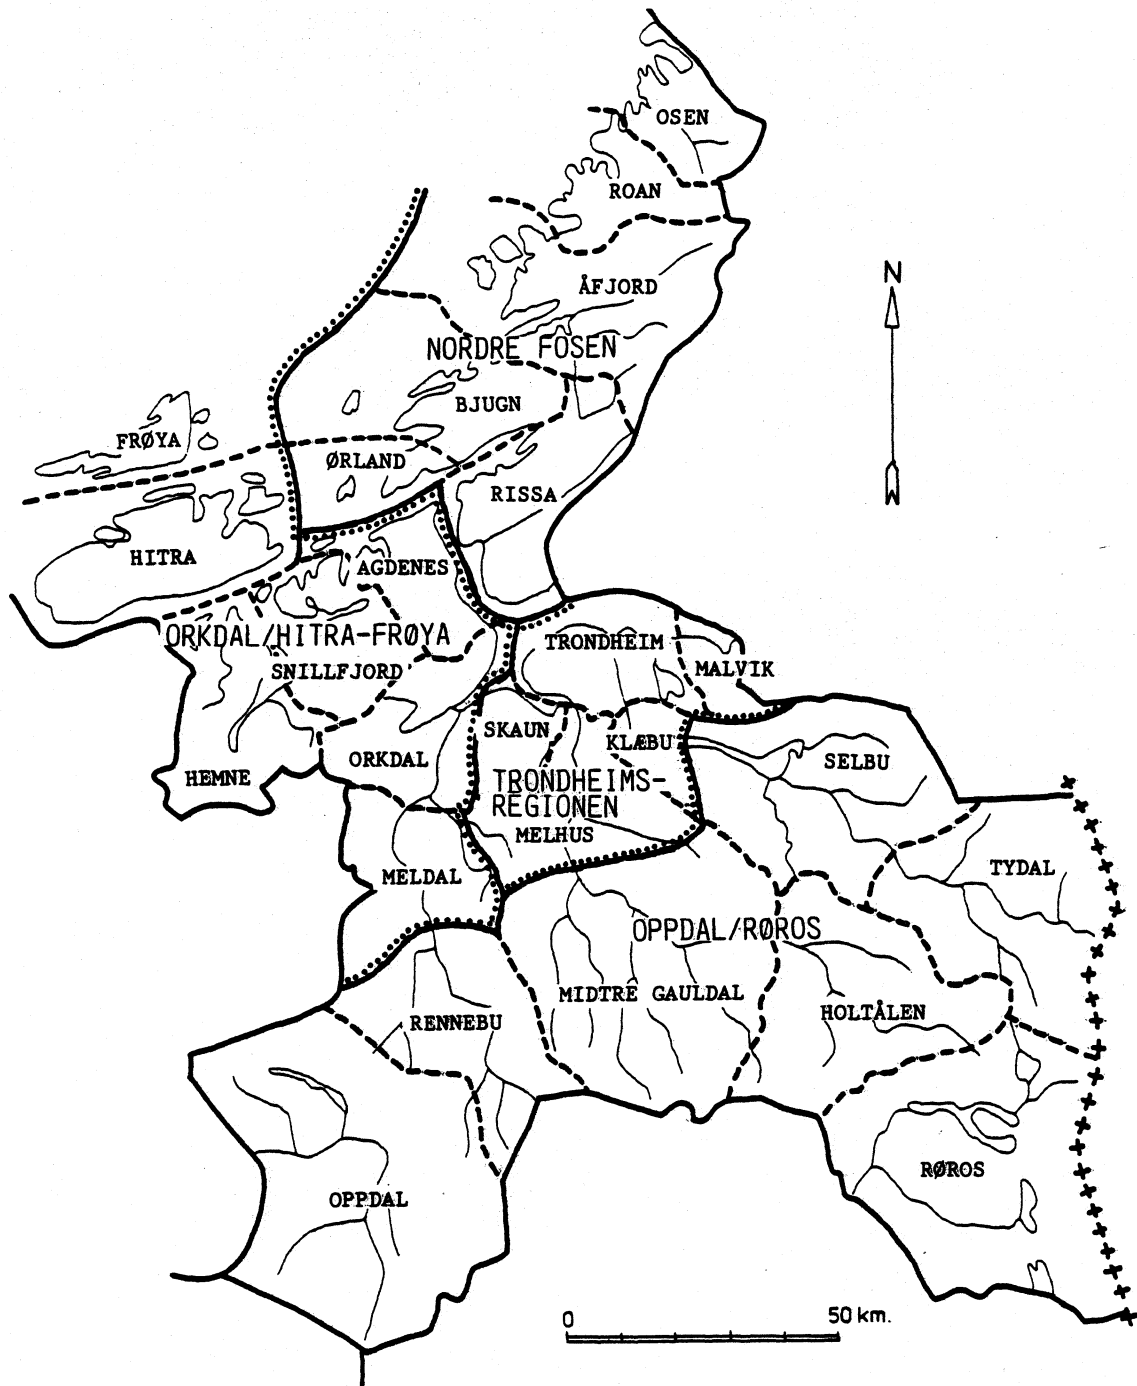 OSEN
ROAN
N
ÅFJORD
NORDRE FOSEN
BJUGN
FRØYA
ØRLAND
RISSA
HITRA
AGDENES
ORKDAL/HITRA-FRØYA
TRONDHEIM
SNILLFJORD
MALVIK
SKAUN
KLÆBU
ORKDAL
SELBU
HEMNE
TRONDHEIMS-
REGIONEN
MELHUS
TYDAL
MELDAL
OPPDAL/RØROS
MIDTRE GAULDAL
HOLTÅLEN
RENNEBU
RØROS
OPPDAL
0
50 km.